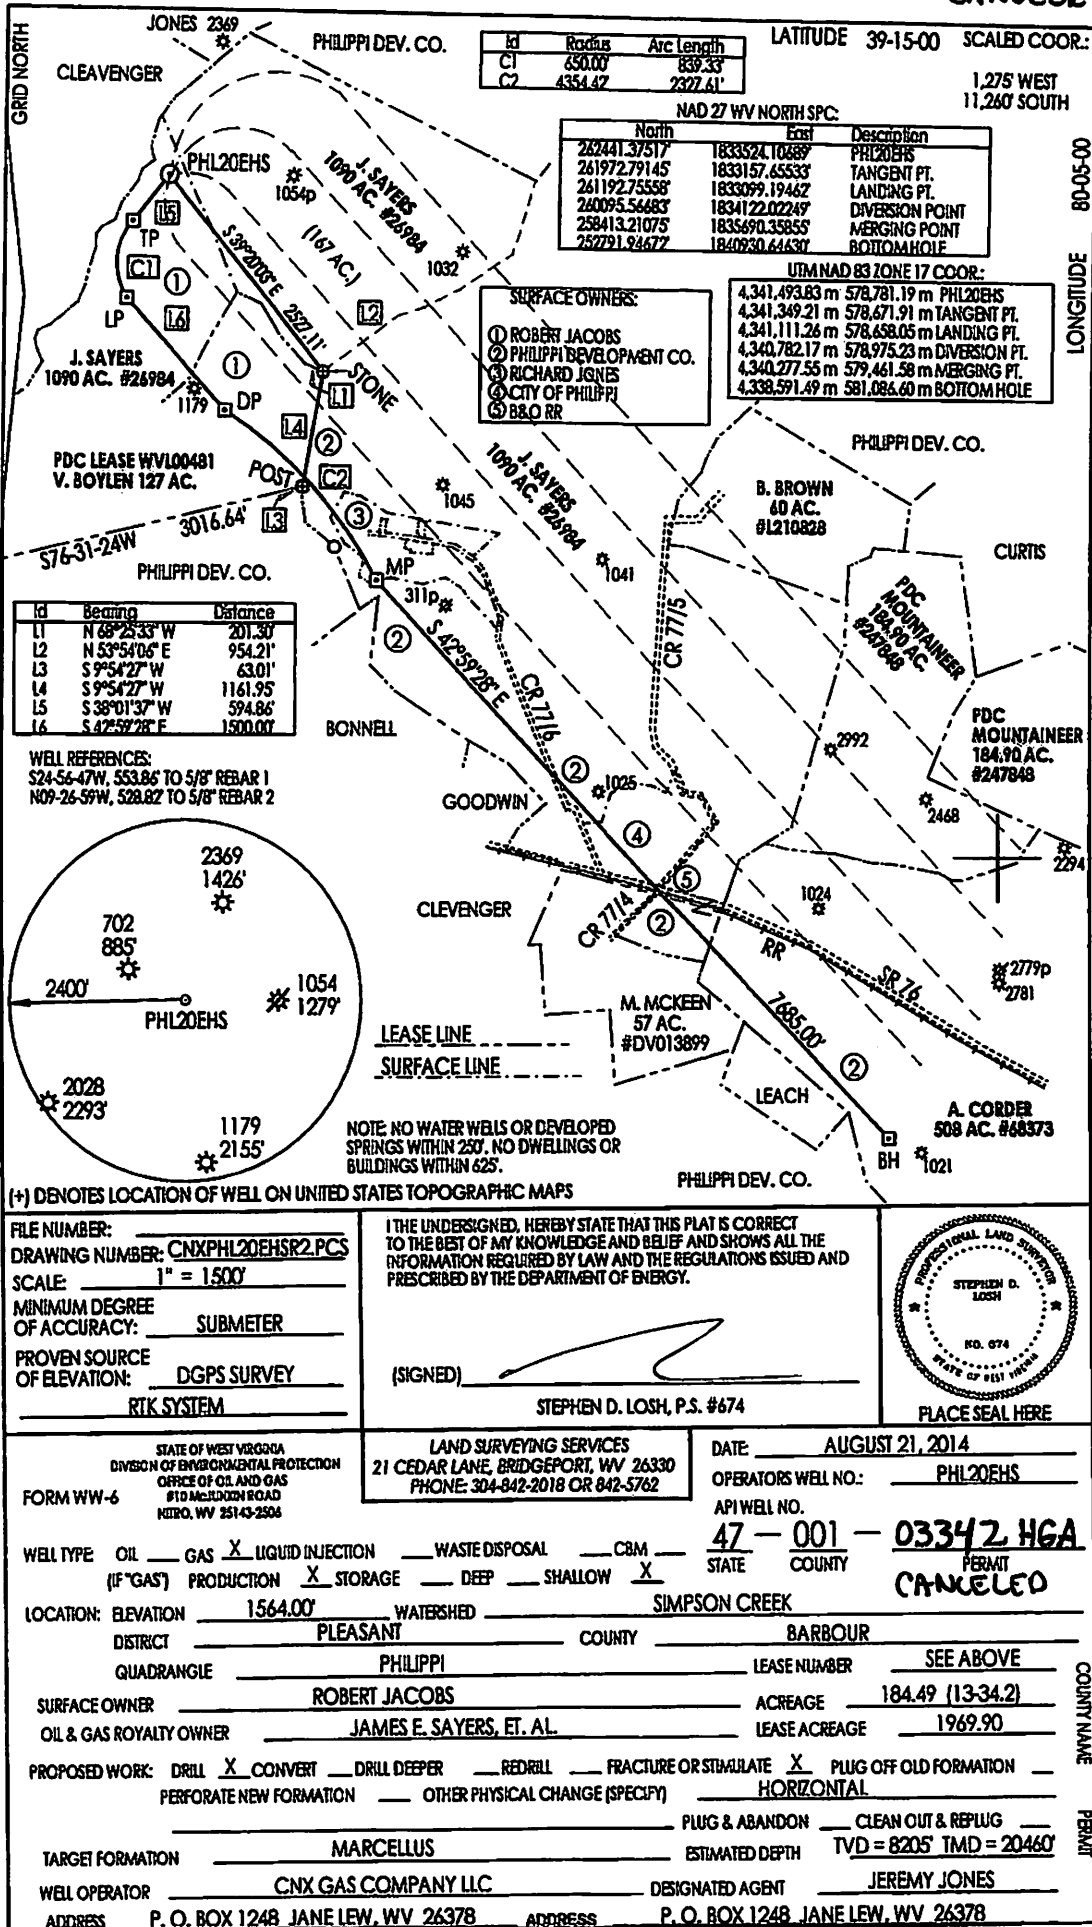 GRID NORTH
JONES 2369
PHILIPPI DEV. CO.
CLEAVENGER
Id Radius Arc Length
C1 650.00' 839.33'
C2 4354.42' 2327.61'
LATITUDE 39-15-00 SCALED COOR.:
1,275' WEST
11,260' SOUTH
LONGITUDE 80-05-00
NAD 27 WV NORTH SPC:
North East Description
262441.37517' 1833524.10689' PHL20EHS
261972.79145' 1833157.65533' TANGENT PT.
261192.75558' 1833099.19462' LANDING PT.
260095.56683' 1834122.02249' DIVERSION POINT
258413.21075' 1835690.35855' MERGING POINT
252791.94672' 1840930.64630' BOTTOM HOLE
UTM NAD 83 ZONE 17 COOR.:
4,341,493.83 m 578,781.19 m PHL20EHS
4,341,349.21 m 578,671.91 m TANGENT PT.
4,341,111.26 m 578,658.05 m LANDING PT.
4,340,782.17 m 578,975.23 m DIVERSION PT.
4,340,277.55 m 579,461.58 m MERGING PT.
4,338,591.49 m 581,086.60 m BOTTOM HOLE
SURFACE OWNERS:
① ROBERT JACOBS
② PHILIPPI DEVELOPMENT CO.
③ RICHARD JONES
④ CITY OF PHILIPPI
⑤ B&O RR
PHL20EHS
1054p
J. SAYERS
1090 AC. #26984
(167 AC.)
1032
L5
TP
C1
①
LP
L6
S 39°20'03" E 2527.11'
L2
J. SAYERS
1090 AC. #26984
1179
①
DP
STONE
L1
L4
②
PDC LEASE WVL00481
V. BOYLEN 127 AC.
POST
C2
L3
③
S76-31-24W 3016.64'
PHILIPPI DEV. CO.
MP
311p
1045
J. SAYERS
1090 AC. #26984
1041
PHILIPPI DEV. CO.
B. BROWN
60 AC.
#L210828
CURTIS
PDC
MOUNTAINEER
184.90 AC.
#247848
CR 77/5
CR 77/6
S 42°59'28" E
②
BONNELL
Id Bearing Distance
L1 N 68°25'33" W 201.30'
L2 N 53°54'06" E 954.21'
L3 S 9°54'27" W 63.01'
L4 S 9°54'27" W 1161.95'
L5 S 38°01'37" W 594.86'
L6 S 42°59'28" E 1500.00'
PDC
MOUNTAINEER
184.90 AC.
#247848
2992
2468
2294
WELL REFERENCES:
S24-56-47W, 553.86' TO 5/8" REBAR 1
N09-26-59W, 528.82' TO 5/8" REBAR 2
GOODWIN
②
1025
④
⑤
②
CLEVENGER
CR 77/4
1024
RR
SR 76
2779p
2781
2369
1426'
702
885'
2400'
PHL20EHS
1054
1279'
2028
2293'
1179
2155'
LEASE LINE
SURFACE LINE
M. MCKEEN
57 AC.
#DV013899
7685.00'
②
LEACH
A. CORDER
508 AC. #68373
BH
1021
PHILIPPI DEV. CO.
NOTE: NO WATER WELLS OR DEVELOPED
SPRINGS WITHIN 250'. NO DWELLINGS OR
BUILDINGS WITHIN 625'.
(+) DENOTES LOCATION OF WELL ON UNITED STATES TOPOGRAPHIC MAPS
FILE NUMBER:
DRAWING NUMBER: CNXPHL20EHSR2.PCS
SCALE: 1" = 1500'
MINIMUM DEGREE
OF ACCURACY: SUBMETER
PROVEN SOURCE
OF ELEVATION: DGPS SURVEY
RTK SYSTEM
I THE UNDERSIGNED, HEREBY STATE THAT THIS PLAT IS CORRECT
TO THE BEST OF MY KNOWLEDGE AND BELIEF AND SHOWS ALL THE
INFORMATION REQUIRED BY LAW AND THE REGULATIONS ISSUED AND
PRESCRIBED BY THE DEPARTMENT OF ENERGY.
(SIGNED)
STEPHEN D. LOSH, P.S. #674
PROFESSIONAL LAND SURVEYOR
STEPHEN D.
LOSH
NO. 674
STATE OF WEST VIRGINIA
PLACE SEAL HERE
STATE OF WEST VIRGINIA
DIVISION OF ENVIRONMENTAL PROTECTION
OFFICE OF OIL AND GAS
#10 McJUNKIN ROAD
NITRO, WV 25143-2506
FORM WW-6
LAND SURVEYING SERVICES
21 CEDAR LANE, BRIDGEPORT, WV 26330
PHONE: 304-842-2018 OR 842-5762
DATE: AUGUST 21, 2014
OPERATORS WELL NO.: PHL20EHS
API WELL NO.
47 — 001 — 03342 HGA
STATE COUNTY PERMIT
CANCELED
WELL TYPE: OIL GAS X LIQUID INJECTION WASTE DISPOSAL CBM
(IF "GAS") PRODUCTION X STORAGE DEEP SHALLOW X
LOCATION: ELEVATION 1564.00' WATERSHED SIMPSON CREEK
DISTRICT PLEASANT COUNTY BARBOUR
QUADRANGLE PHILIPPI LEASE NUMBER SEE ABOVE
SURFACE OWNER ROBERT JACOBS ACREAGE 184.49 (13-34.2)
OIL & GAS ROYALTY OWNER JAMES E. SAYERS, ET. AL. LEASE ACREAGE 1969.90
PROPOSED WORK: DRILL X CONVERT DRILL DEEPER REDRILL FRACTURE OR STIMULATE X PLUG OFF OLD FORMATION
PERFORATE NEW FORMATION OTHER PHYSICAL CHANGE (SPECIFY) HORIZONTAL
PLUG & ABANDON CLEAN OUT & REPLUG
TARGET FORMATION MARCELLUS ESTIMATED DEPTH TVD = 8205' TMD = 20460'
WELL OPERATOR CNX GAS COMPANY LLC DESIGNATED AGENT JEREMY JONES
ADDRESS P. O. BOX 1248 JANE LEW, WV 26378 ADDRESS P. O. BOX 1248 JANE LEW, WV 26378
COUNTY NAME
PERMIT